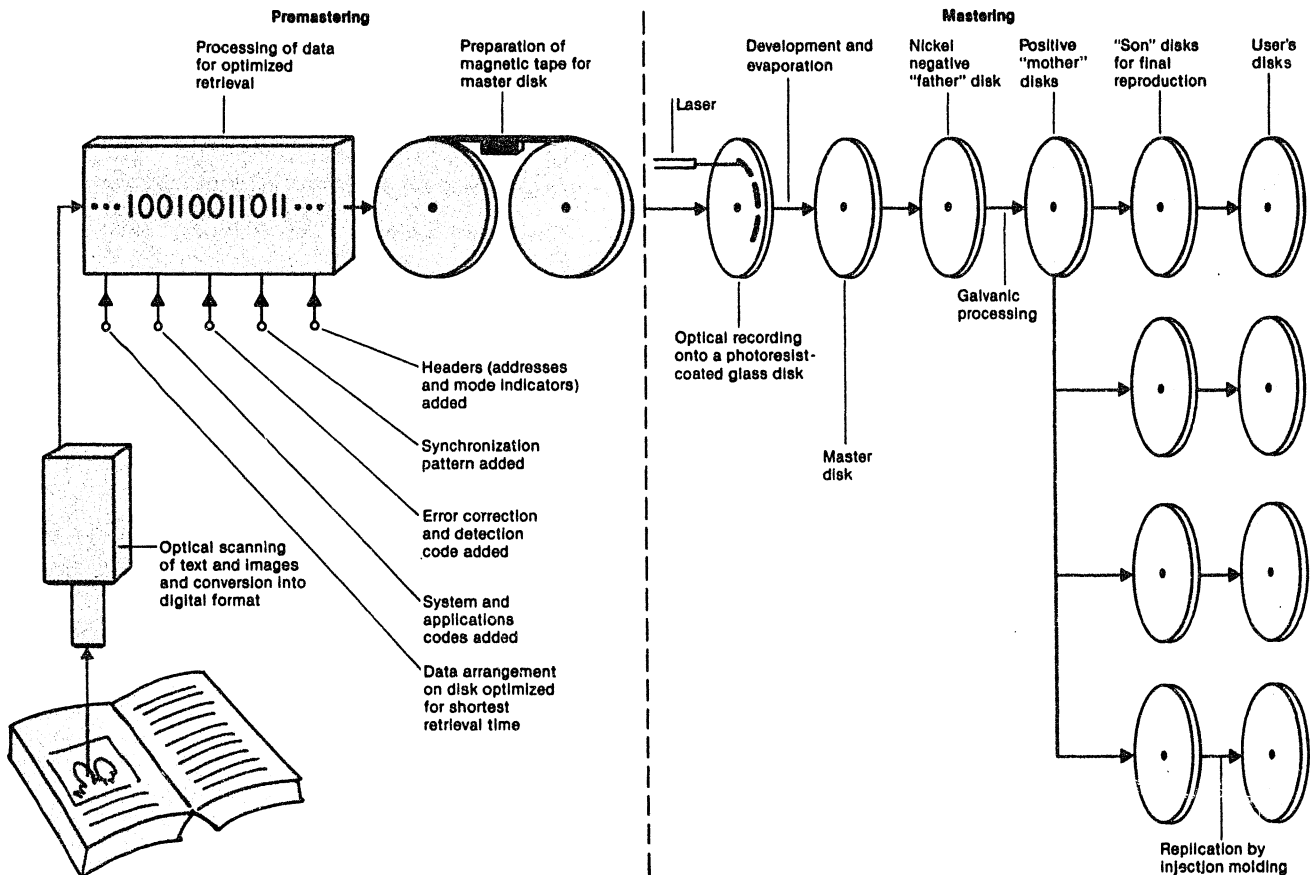 Premastering
Processing of data
for optimized
retrieval
Preparation of
magnetic tape for
master disk
•••10010011011•••
Headers (addresses
and mode indicators)
added
Synchronization
pattern added
Error correction
and detection
code added
System and
applications
codes added
Data arrangement
on disk optimized
for shortest
retrieval time
Optical scanning
of text and images
and conversion into
digital format
Mastering
Laser
Development and
evaporation
Nickel
negative
"father" disk
Positive
"mother"
disks
"Son" disks
for final
reproduction
User's
disks
Optical recording
onto a photoresist-
coated glass disk
Master
disk
Galvanic
processing
Replication by
injection molding